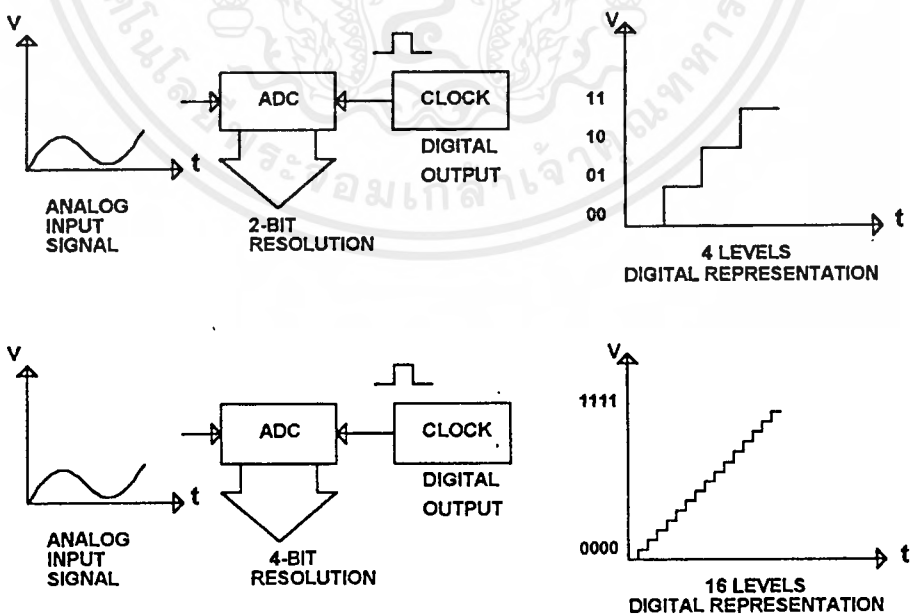 V
t
ANALOG
INPUT
SIGNAL
ADC
2-BIT
RESOLUTION
CLOCK
DIGITAL
OUTPUT
V
11
10
01
00
t
4 LEVELS
DIGITAL REPRESENTATION
V
t
ANALOG
INPUT
SIGNAL
ADC
4-BIT
RESOLUTION
CLOCK
DIGITAL
OUTPUT
V
1111
0000
t
16 LEVELS
DIGITAL REPRESENTATION